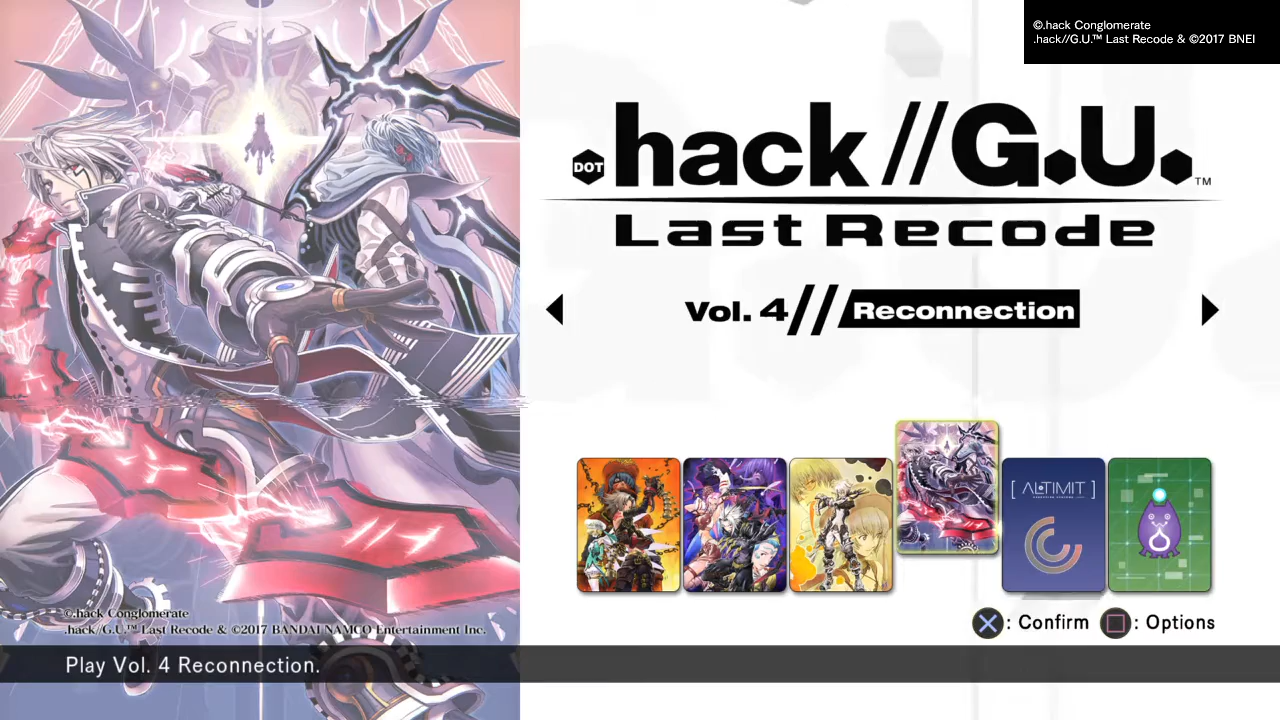 ©.hack Conglomerate
.hack//G.U.™ Last Recode & ©2017 BNEI
DOT
.hack//G.U.™
Last Recode
Vol. 4// Reconnection
[ ALTIMIT ]
: Confirm
: Options
©.hack Conglomerate
.hack//G.U.™ Last Recode & ©2017 BANDAI NAMCO Entertainment Inc.
Play Vol. 4 Reconnection.